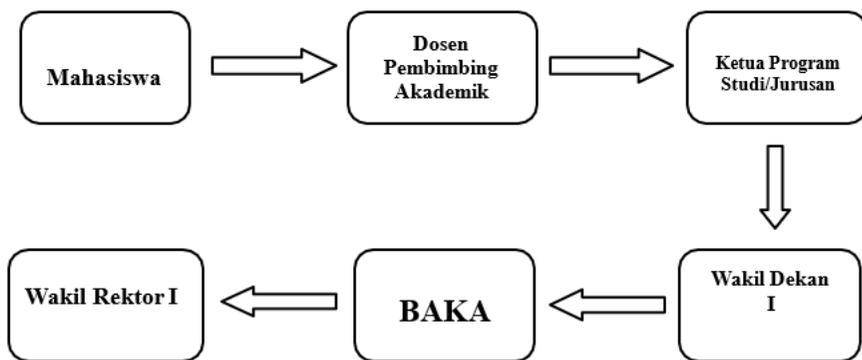 Mahasiswa
Dosen
Pembimbing
Akademik
Ketua Program
Studi/Jurusan
Wakil Dekan
I
BAKA
Wakil Rektor I